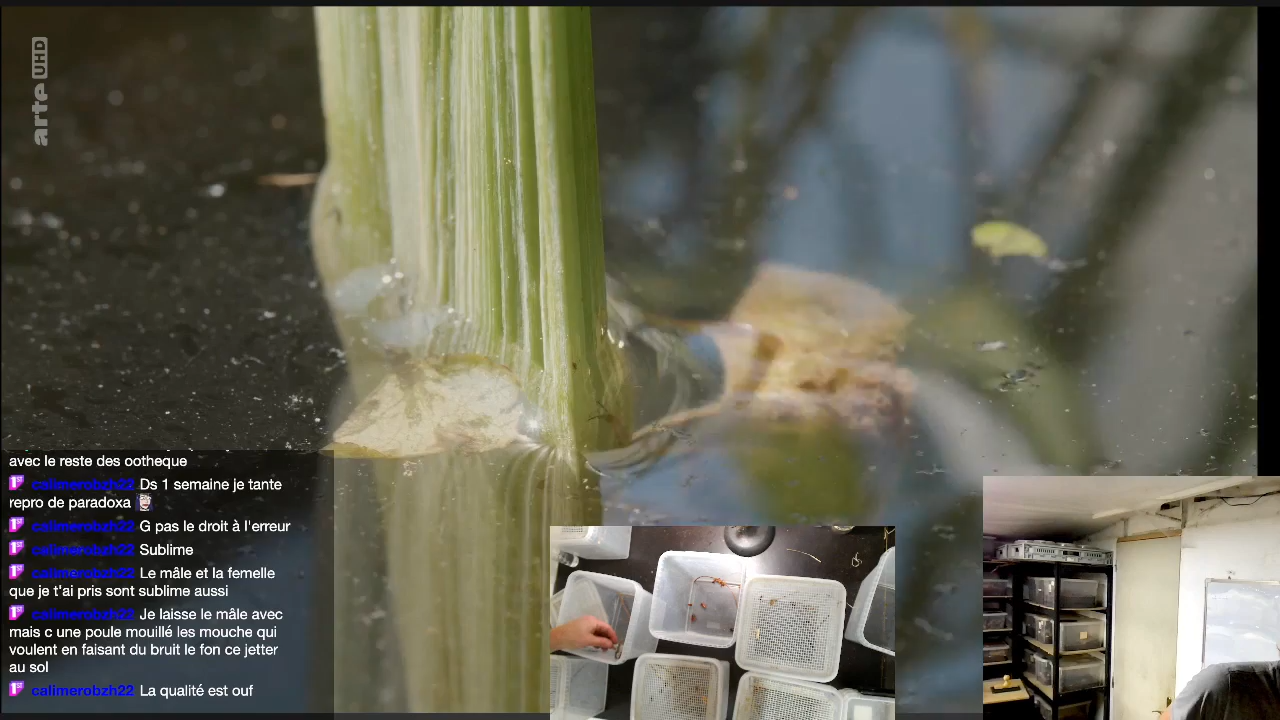 arte UHD
avec le reste des ootheque
calimerobzh22 Ds 1 semaine je tante
repro de paradoxa
calimerobzh22 G pas le droit à l'erreur
calimerobzh22 Sublime
calimerobzh22 Le mâle et la femelle
que je t'ai pris sont sublime aussi
calimerobzh22 Je laisse le mâle avec
mais c une poule mouillé les mouche qui
voulent en faisant du bruit le fon ce jetter
au sol
calimerobzh22 La qualité est ouf